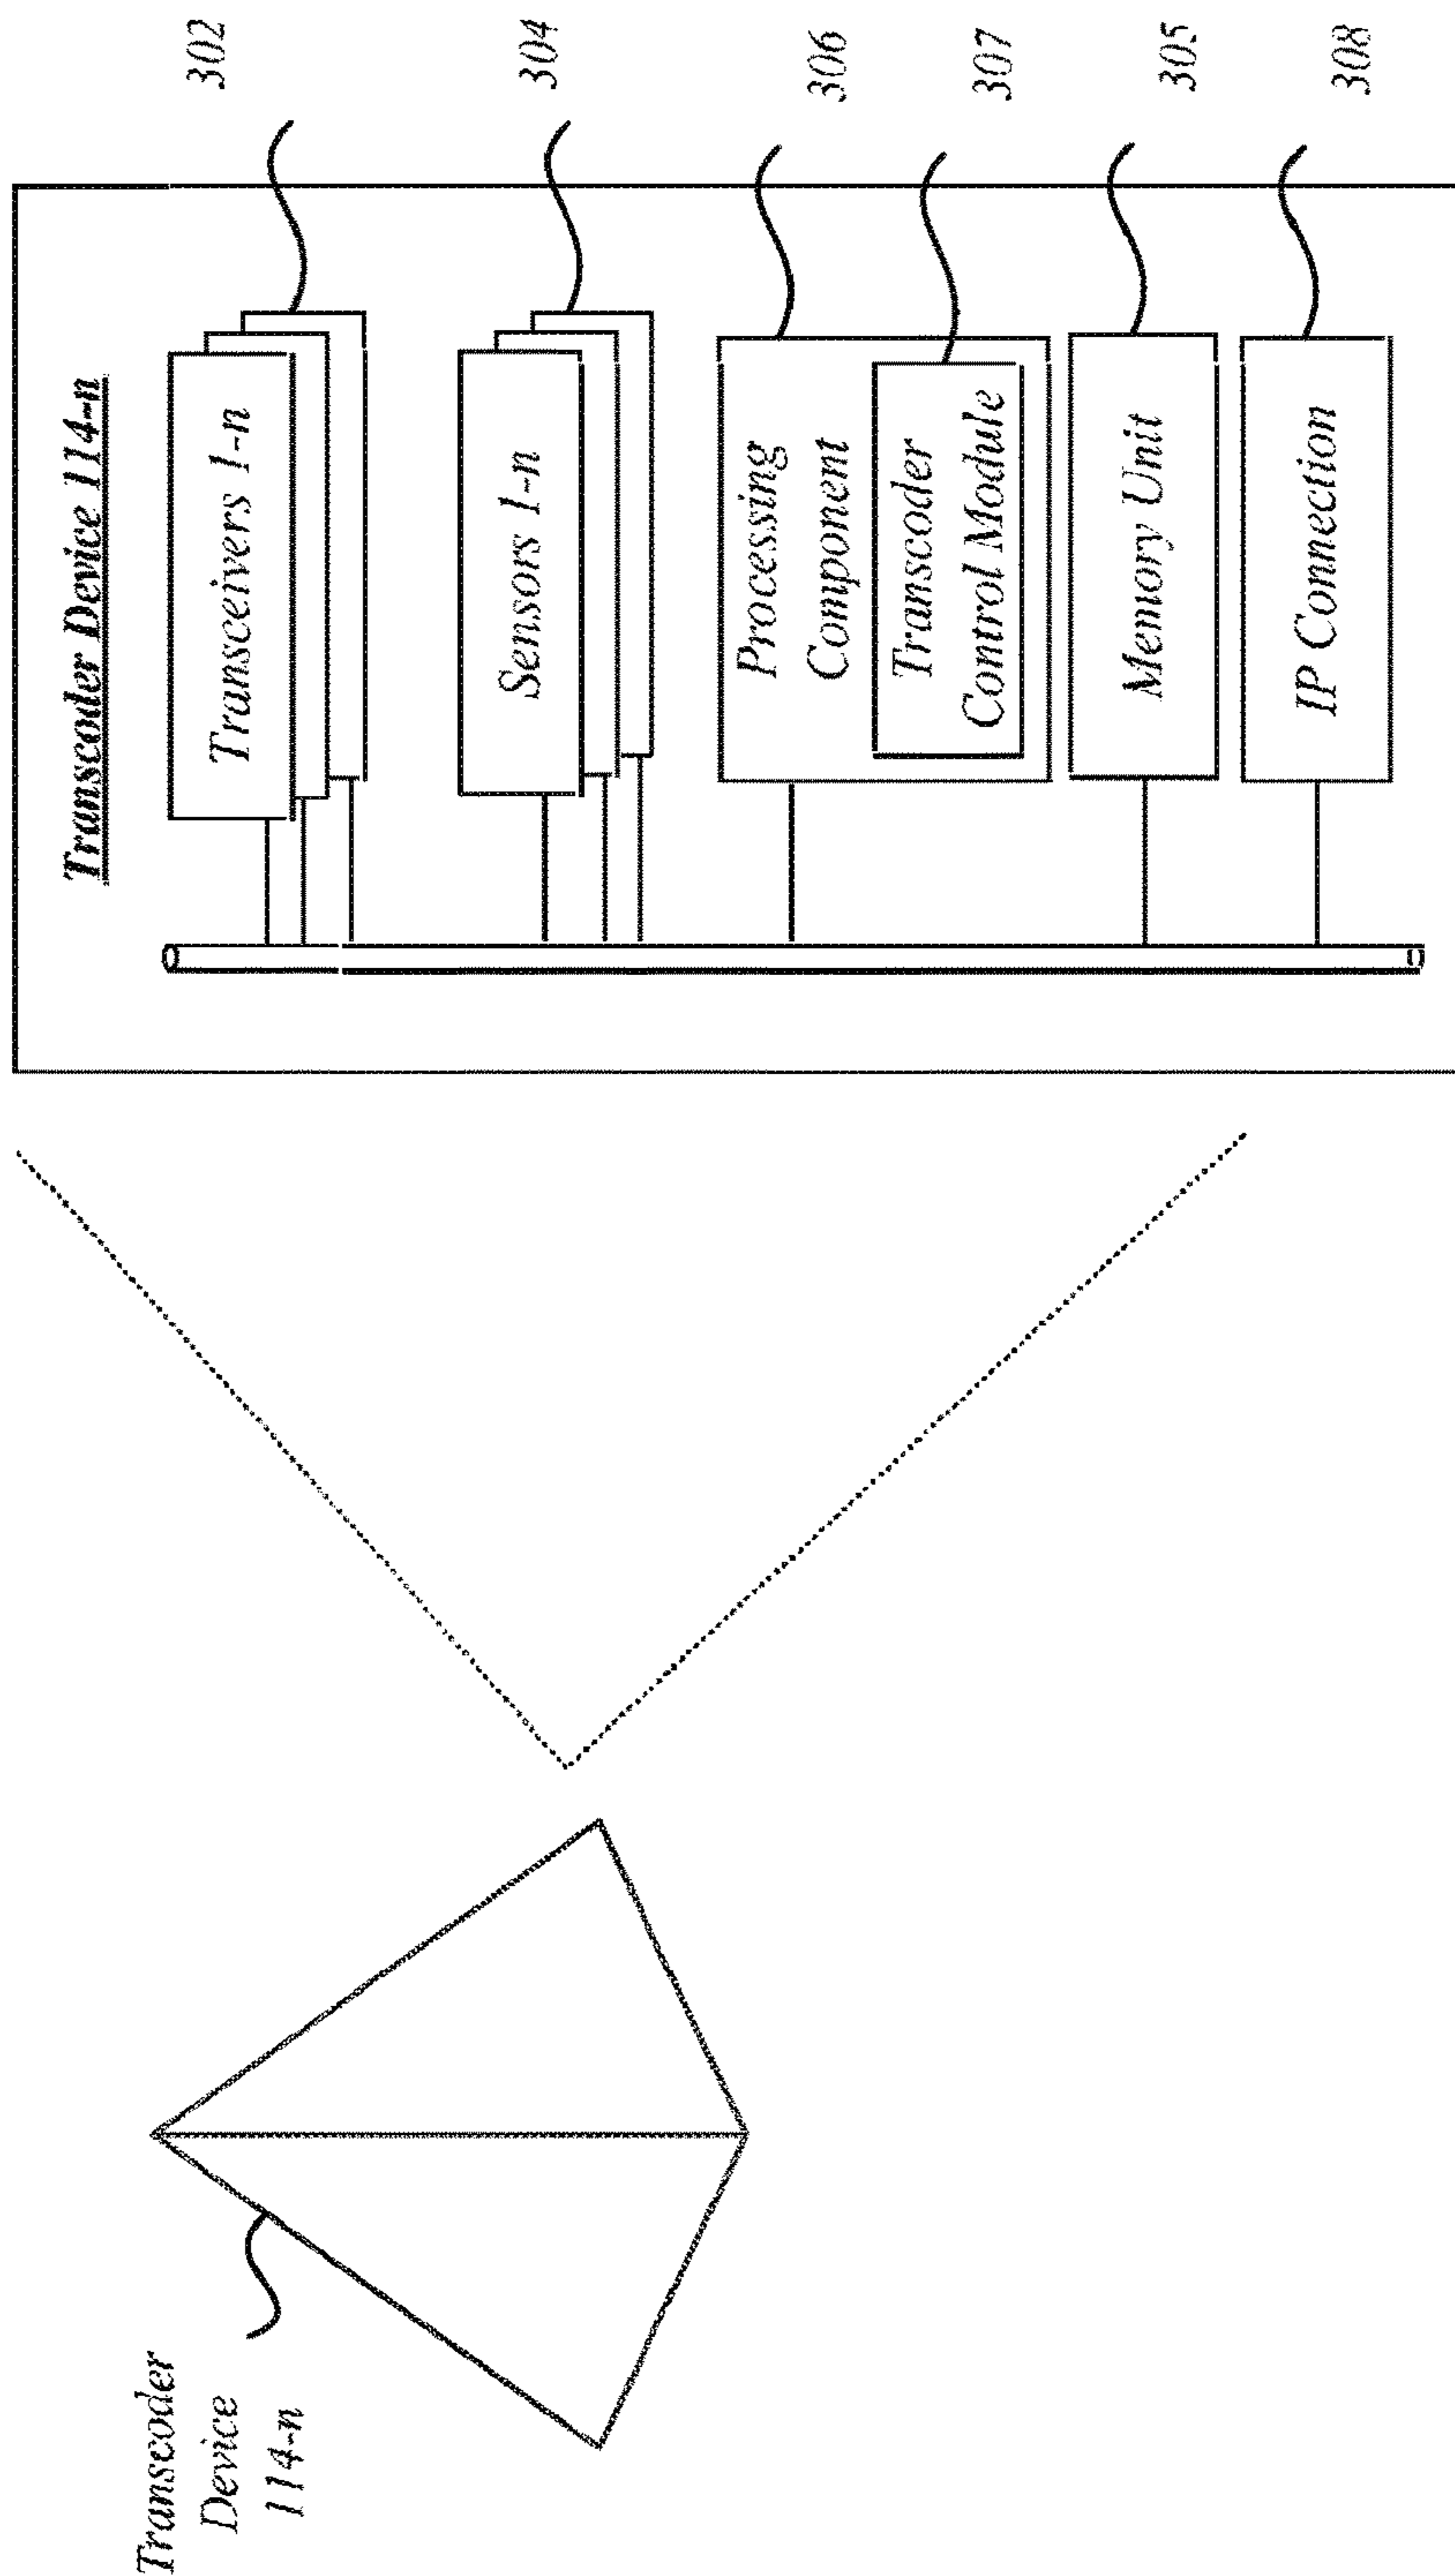 Transcoder
Device
114-n
Transcoder Device 114-n
Transceivers 1-n
302
Sensors 1-n
304
Processing
Component
306
Transcoder
Control Module
307
Memory Unit
305
IP Connection
308